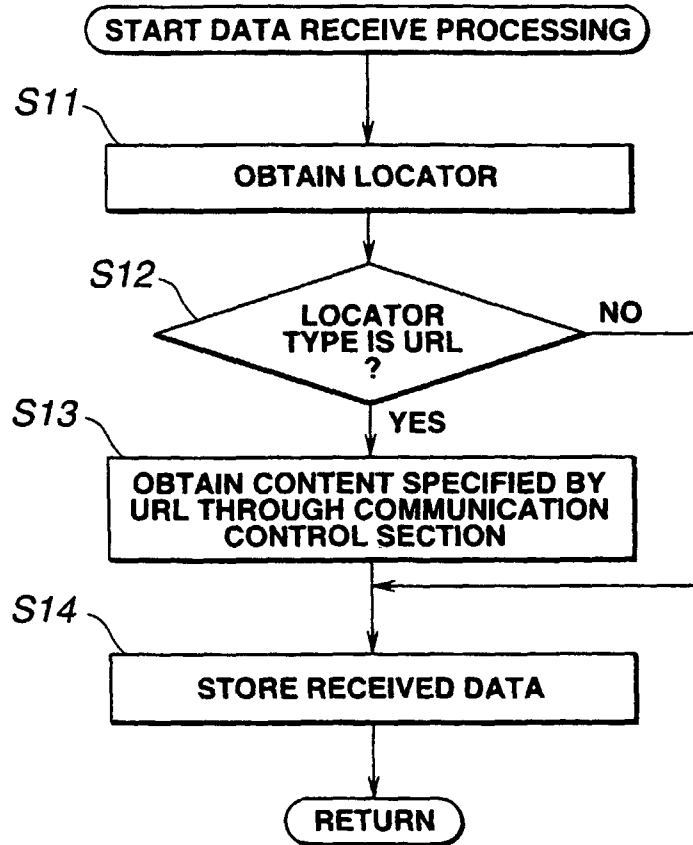 START DATA RECEIVE PROCESSING
S11
OBTAIN LOCATOR
S12
LOCATOR
TYPE IS URL
?
NO
YES
S13
OBTAIN CONTENT SPECIFIED BY
URL THROUGH COMMUNICATION
CONTROL SECTION
S14
STORE RECEIVED DATA
RETURN